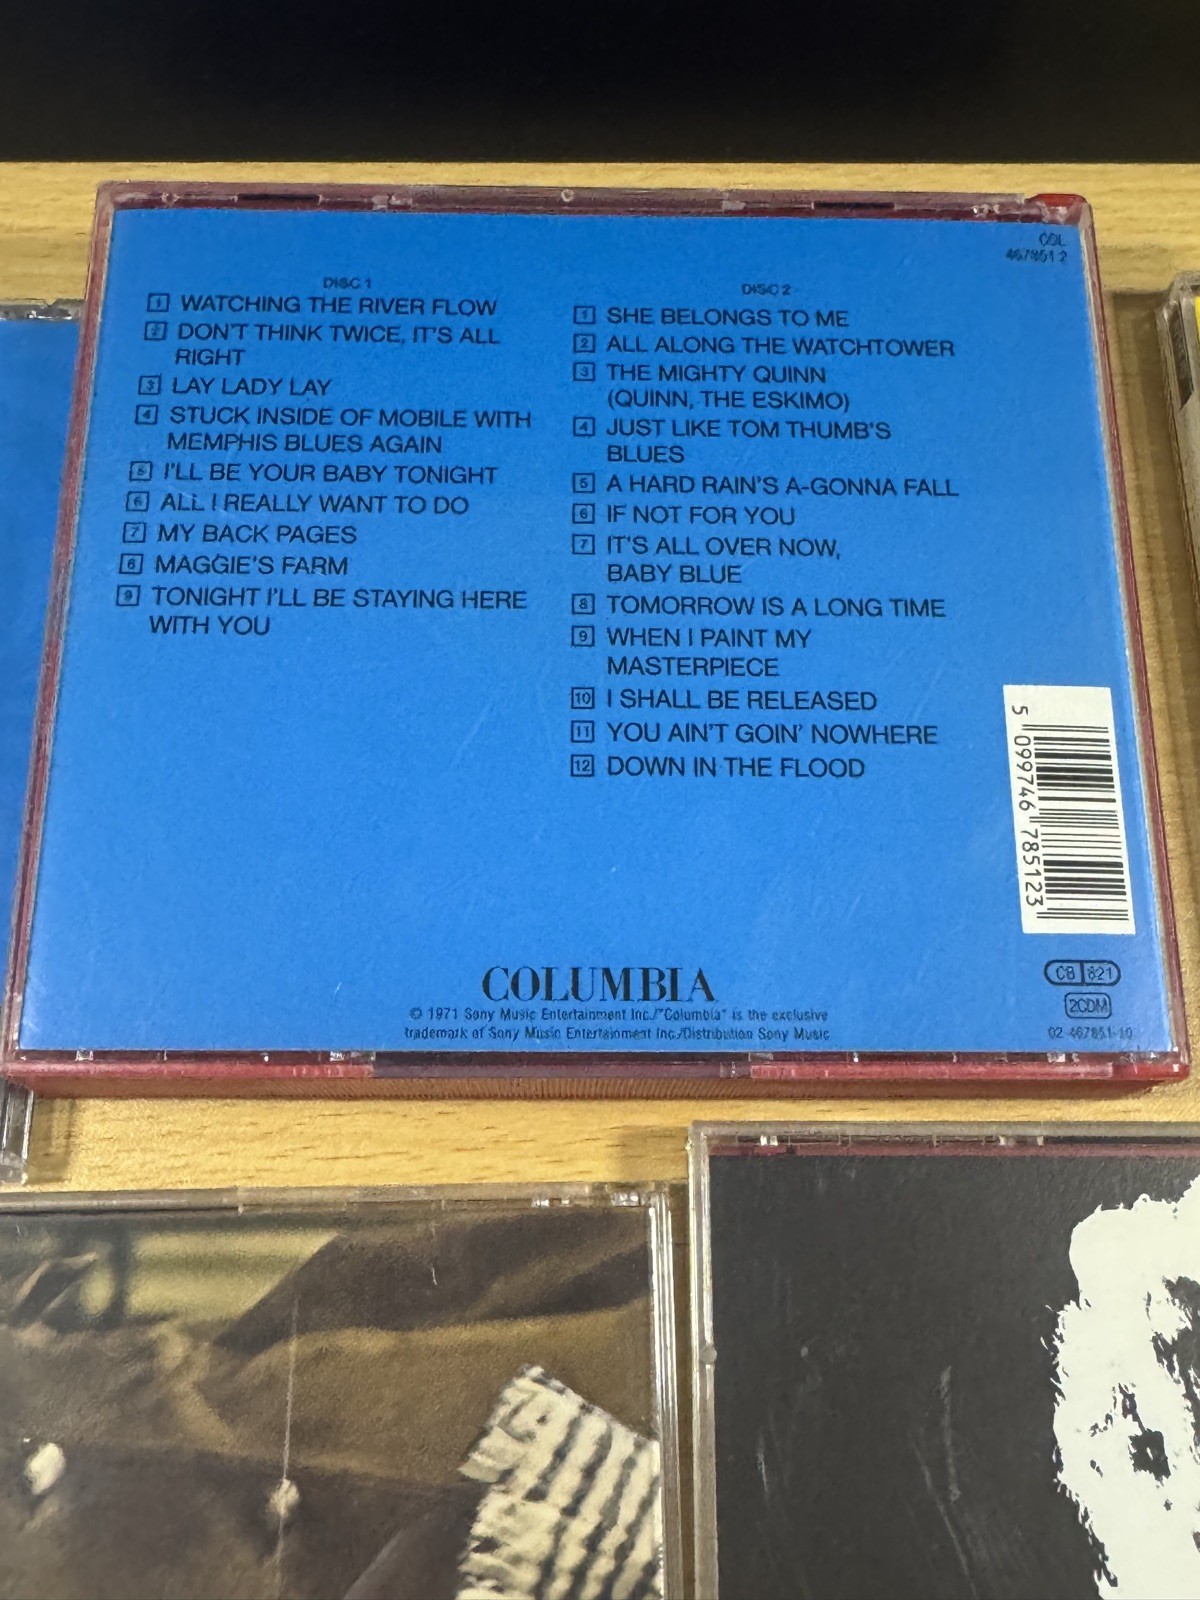 COL
467851 2
DISC 1
1 WATCHING THE RIVER FLOW
2 DON'T THINK TWICE, IT'S ALL
RIGHT
3 LAY LADY LAY
4 STUCK INSIDE OF MOBILE WITH
MEMPHIS BLUES AGAIN
5 I'LL BE YOUR BABY TONIGHT
6 ALL I REALLY WANT TO DO
7 MY BACK PAGES
8 MAGGIE'S FARM
9 TONIGHT I'LL BE STAYING HERE
WITH YOU
DISC 2
1 SHE BELONGS TO ME
2 ALL ALONG THE WATCHTOWER
3 THE MIGHTY QUINN
(QUINN, THE ESKIMO)
4 JUST LIKE TOM THUMB'S
BLUES
5 A HARD RAIN'S A-GONNA FALL
6 IF NOT FOR YOU
7 IT'S ALL OVER NOW,
BABY BLUE
8 TOMORROW IS A LONG TIME
9 WHEN I PAINT MY
MASTERPIECE
10 I SHALL BE RELEASED
11 YOU AIN'T GOIN' NOWHERE
12 DOWN IN THE FLOOD
5 099746 785123
COLUMBIA
© 1971 Sony Music Entertainment Inc./"Columbia" is the exclusive
trademark of Sony Music Entertainment Inc./Distribution Sony Music
CB 821
2CDM
02-467851-10